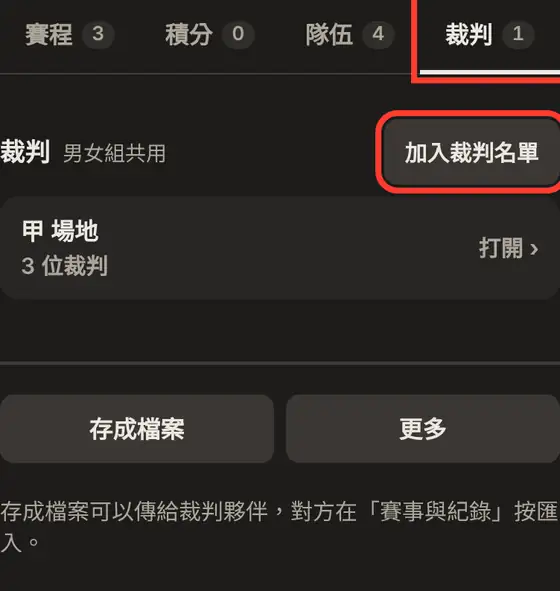 賽程 3 積分 0 隊伍 4 裁判 1
裁判 男女組共用 加入裁判名單
甲 場地
3 位裁判
打開 ›
存成檔案 更多
存成檔案可以傳給裁判夥伴，對方在「賽事與紀錄」按匯
入。